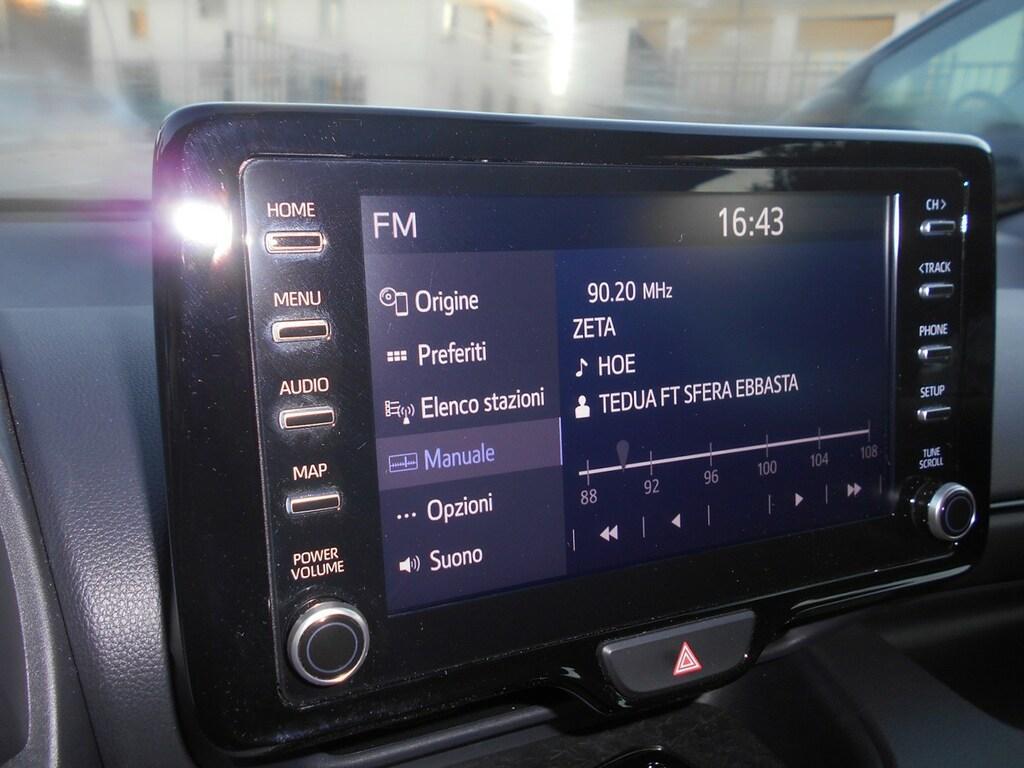 HOME
MENU
AUDIO
MAP
POWER
VOLUME
FM
16:43
Origine
Preferiti
Elenco stazioni
Manuale
Opzioni
Suono
90.20 MHz
ZETA
HOE
TEDUA FT SFERA EBBASTA
88 92 96 100 104 108
CH>
<TRACK
PHONE
SETUP
TUNE
SCROLL